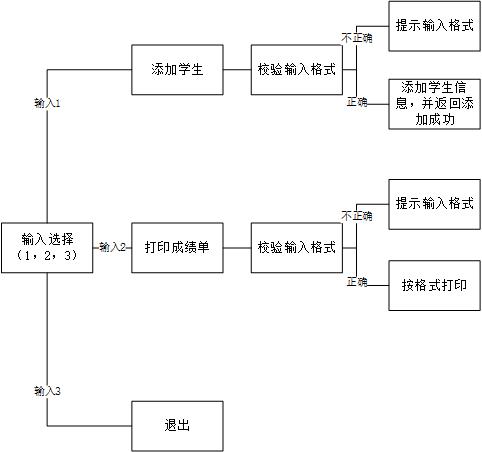 不正确
提示输入格式
添加学生
校验输入格式
正确
添加学生信
息，并返回添
加成功
输入1
不正确
提示输入格式
输入选择
（1，2，3）
输入2
打印成绩单
校验输入格式
正确
按格式打印
输入3
退出